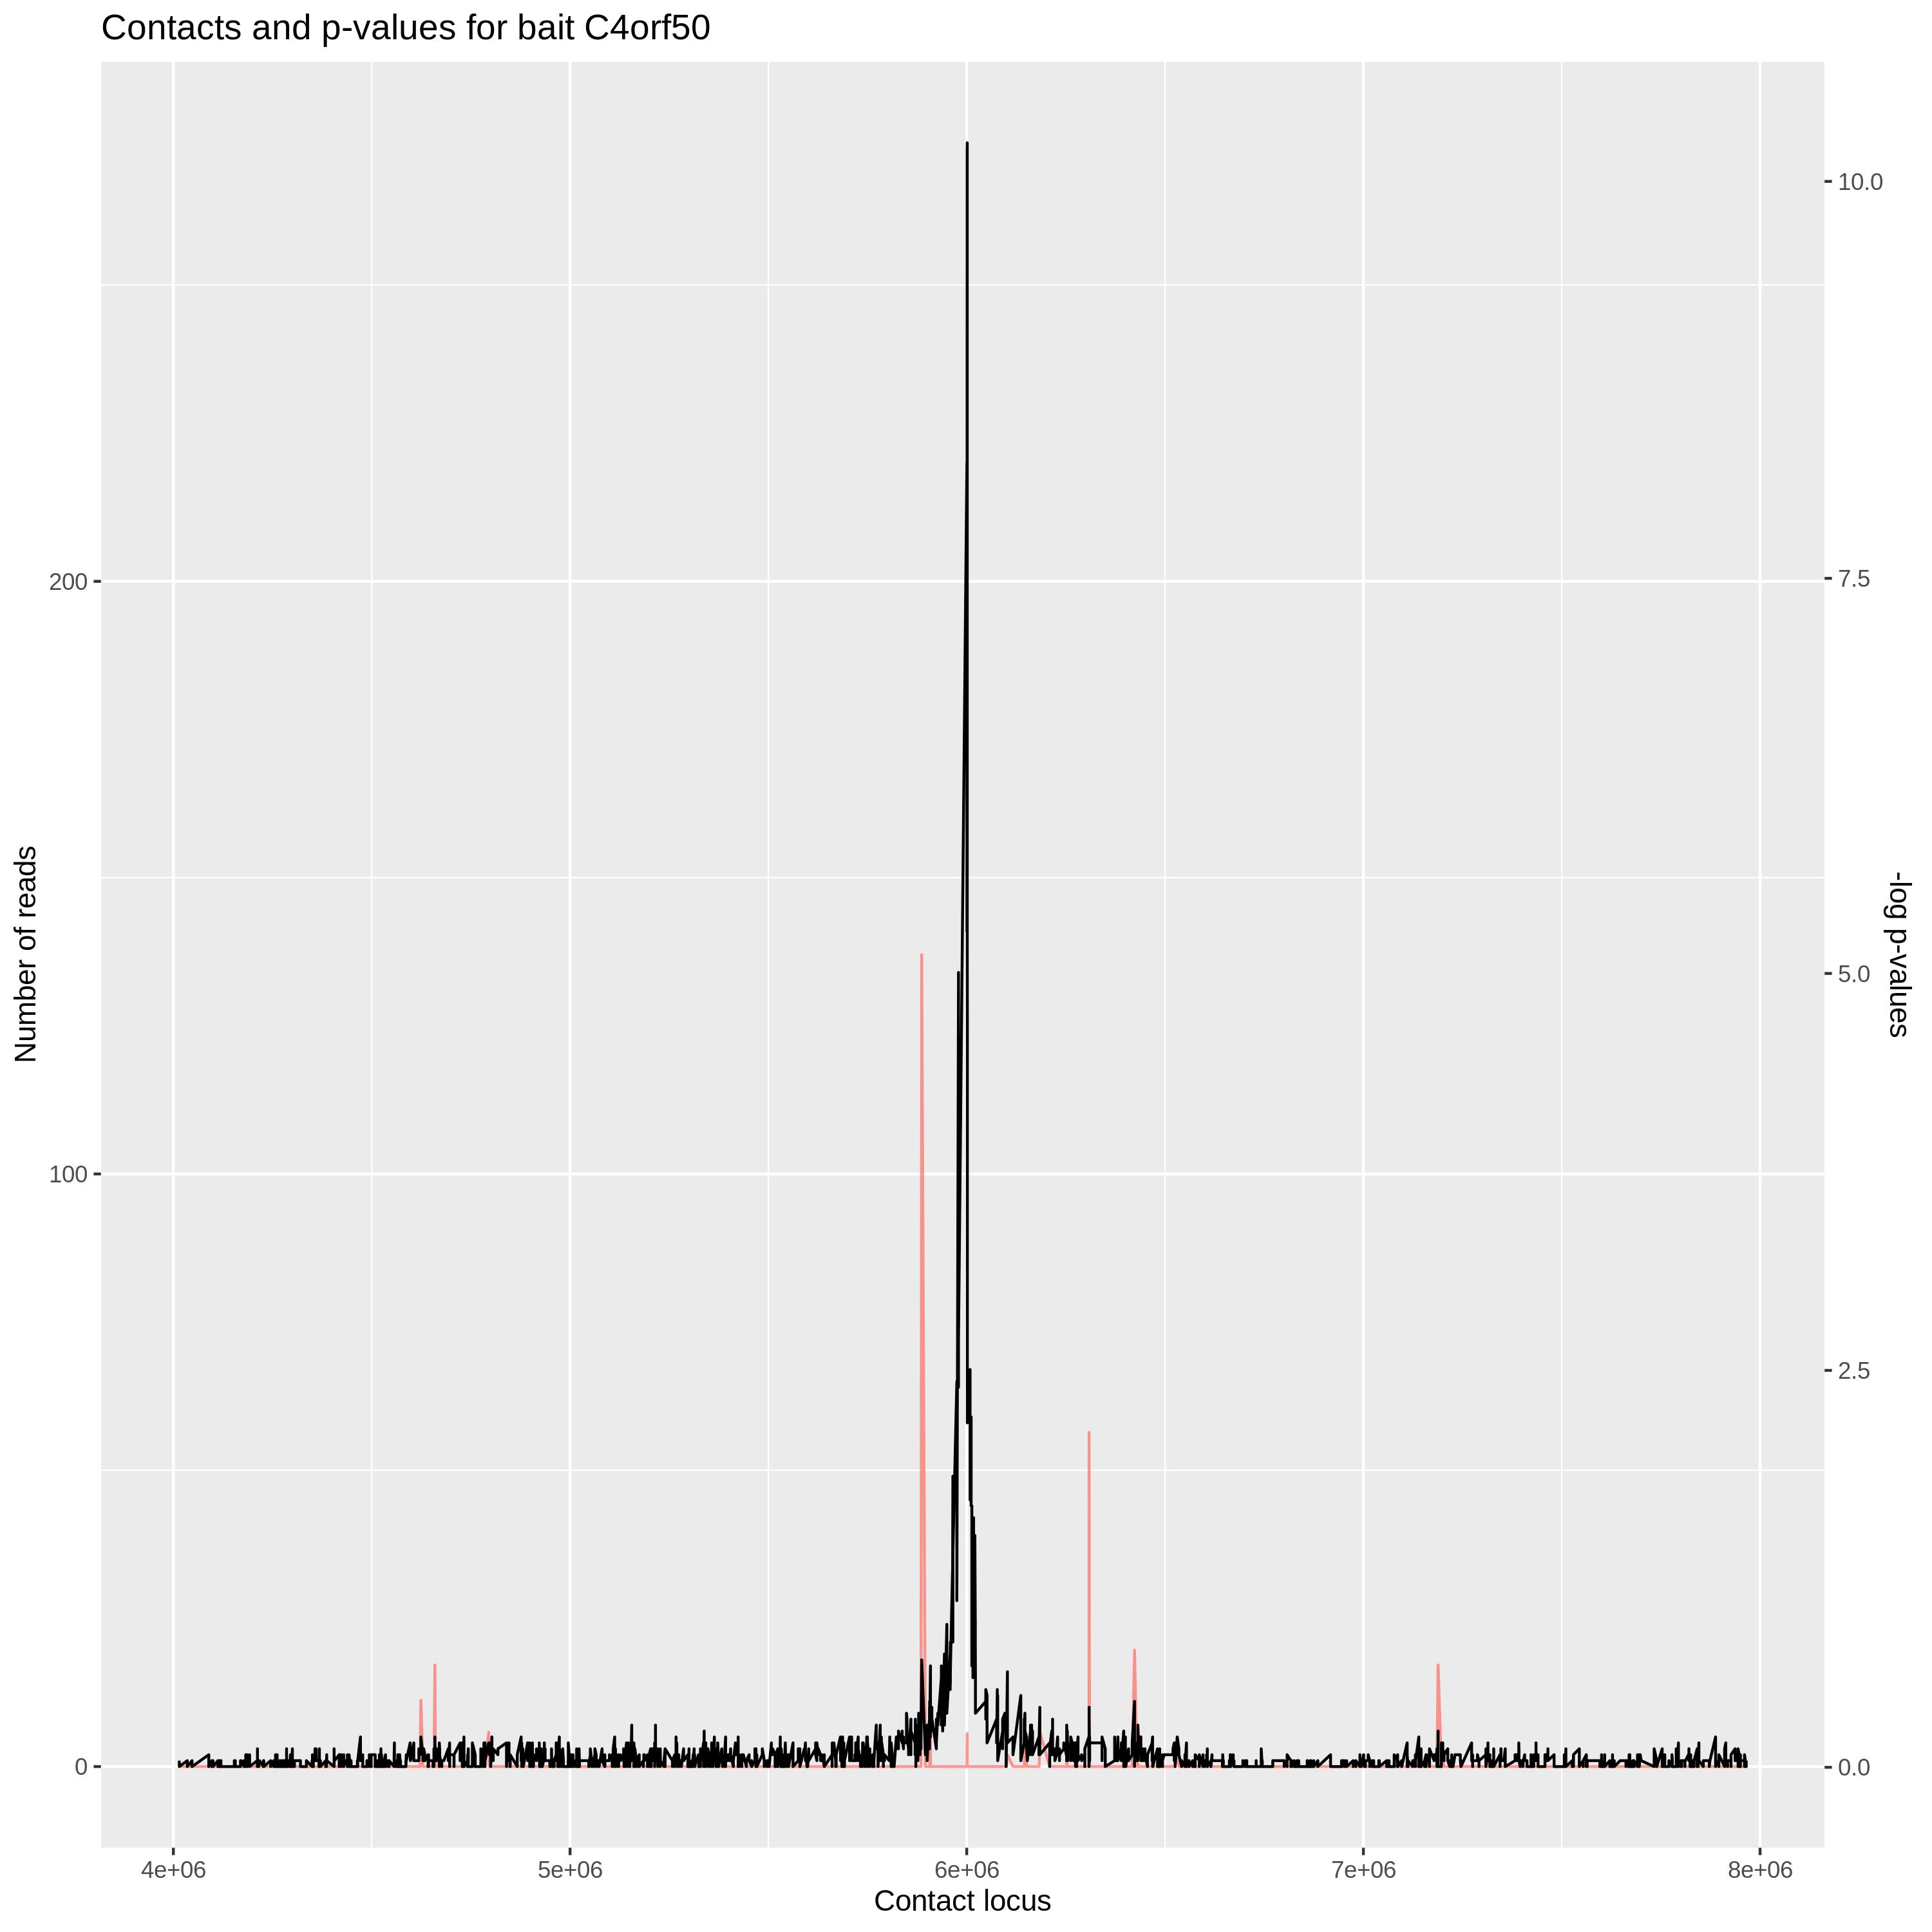 Contacts and p-values for bait C4orf50
Number of reads
200
100
0
10.0
7.5
5.0
2.5
0.0
-log p-values
4e+06
5e+06
6e+06
7e+06
8e+06
Contact locus